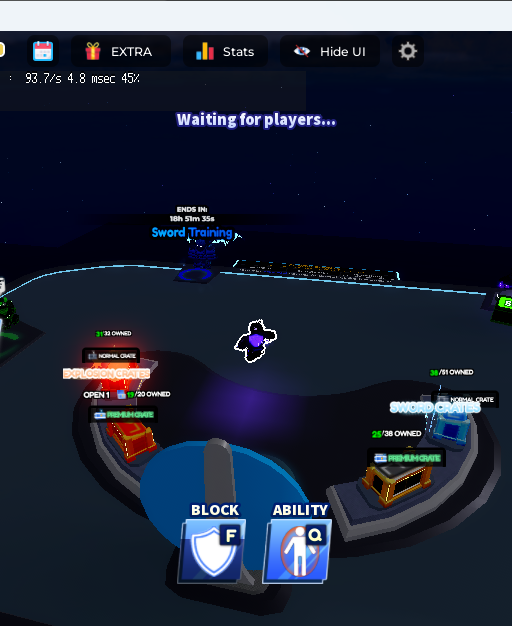 EXTRA
Stats
Hide UI
: 93.7/s 4.8 msec 45%
Waiting for players...
ENDS IN:
18h 51m 35s
Sword Training
31/32 OWNED
NORMAL CRATE
EXPLOSION CRATES
OPEN 1
19/20 OWNED
PREMIUM CRATE
38/51 OWNED
NORMAL CRATE
SWORD CRATES
25/38 OWNED
PREMIUM CRATE
BLOCK
F
ABILITY
Q